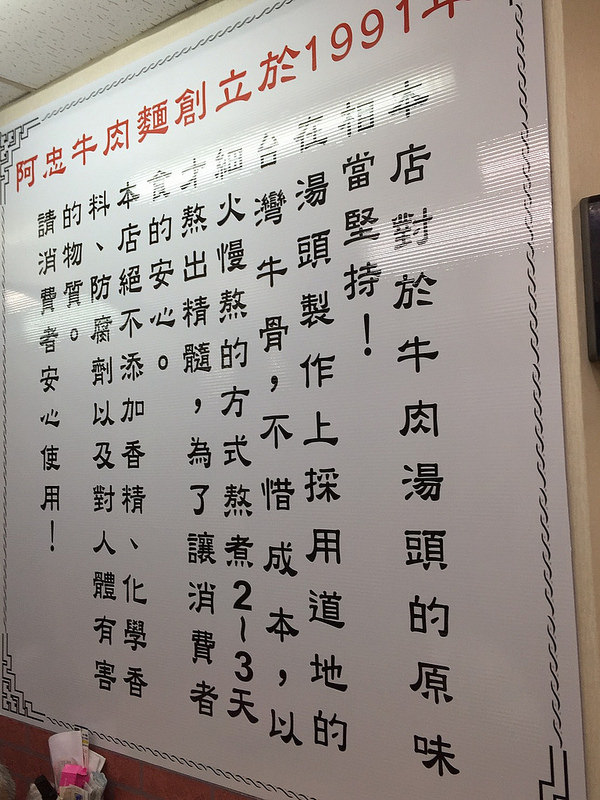 阿忠牛肉麵創立於1991年
本店對於牛肉湯頭的原味
相當堅持！
在湯頭製作上採用道地的
台灣牛骨，不惜成本，以
細火慢熬的方式熬煮2~3天
才熬出精髓，為了讓消費者
食的安心。
本店絕不添加香精、化學香
料、防腐劑以及對人體有害
的物質。
請消費者安心使用！